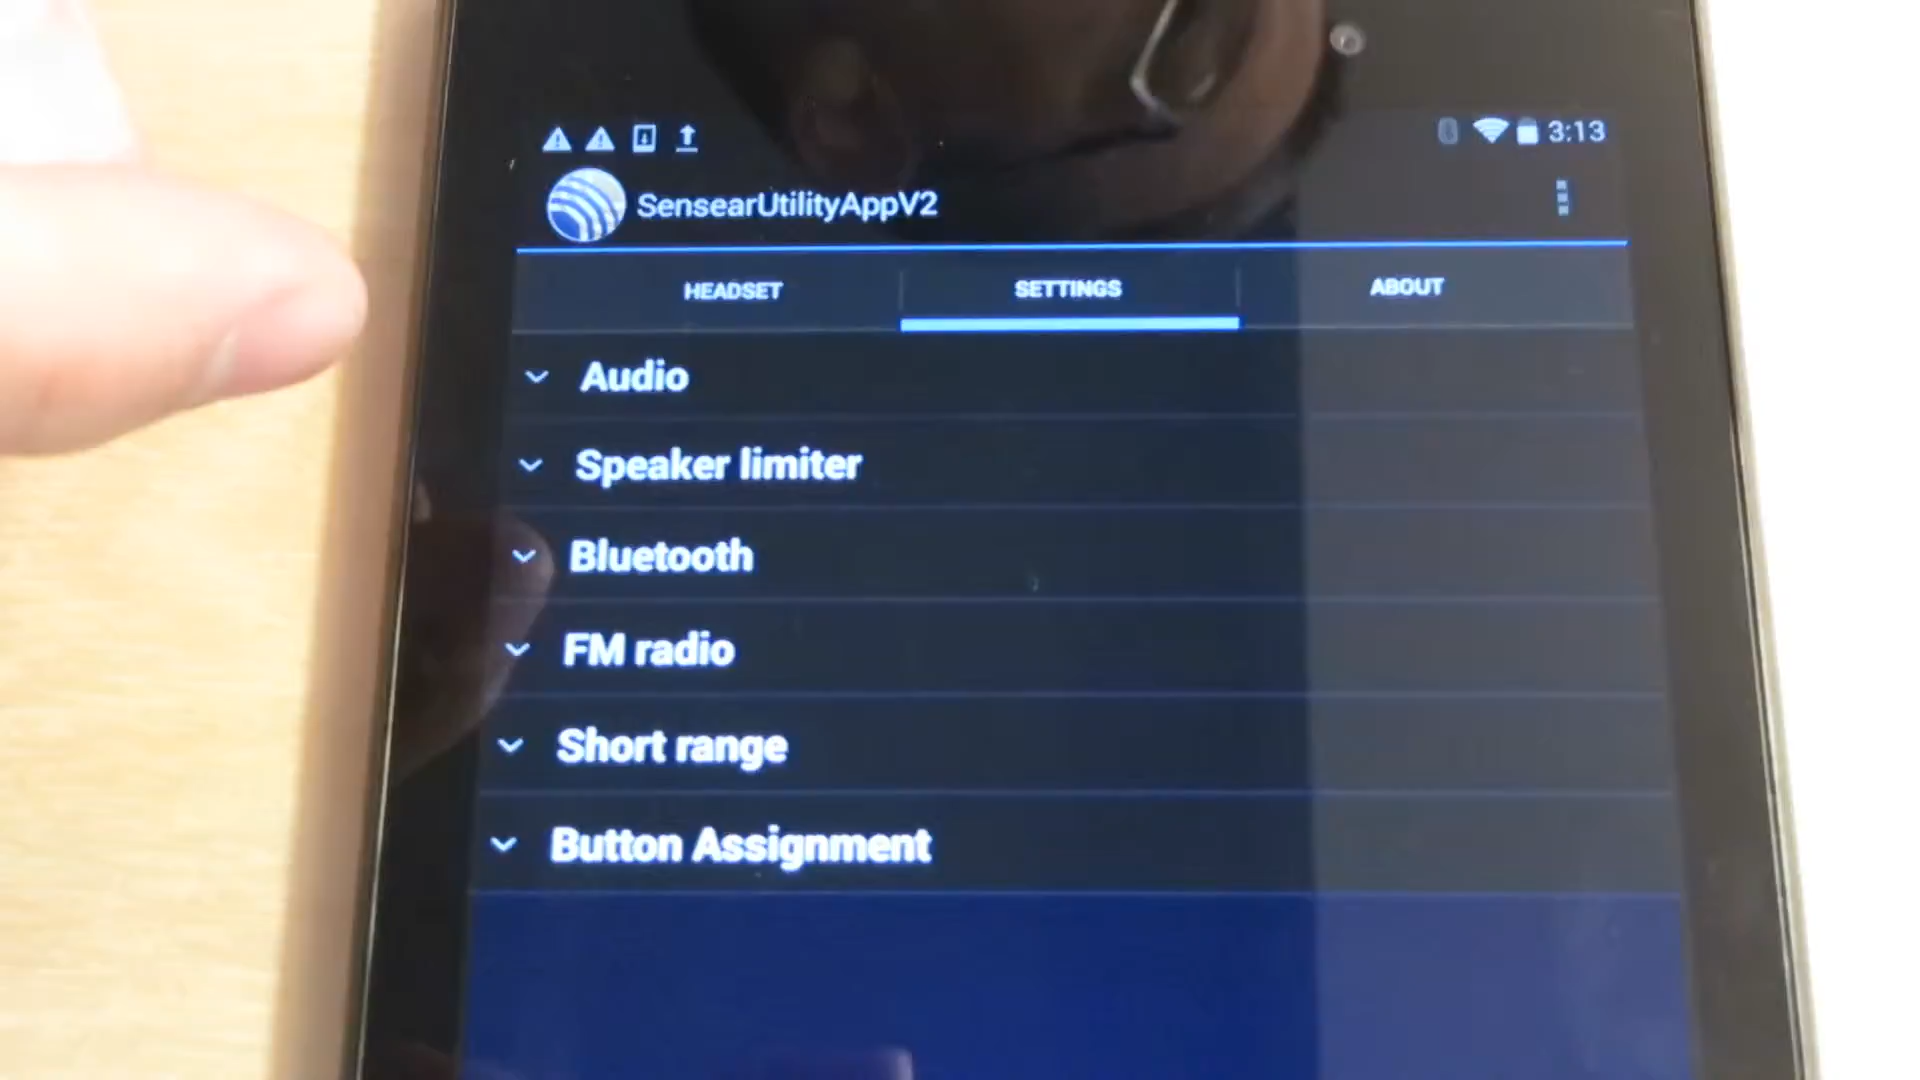 3:13
SensearUtilityAppV2
HEADSET SETTINGS ABOUT
Audio
Speaker limiter
Bluetooth
FM radio
Short range
Button Assignment